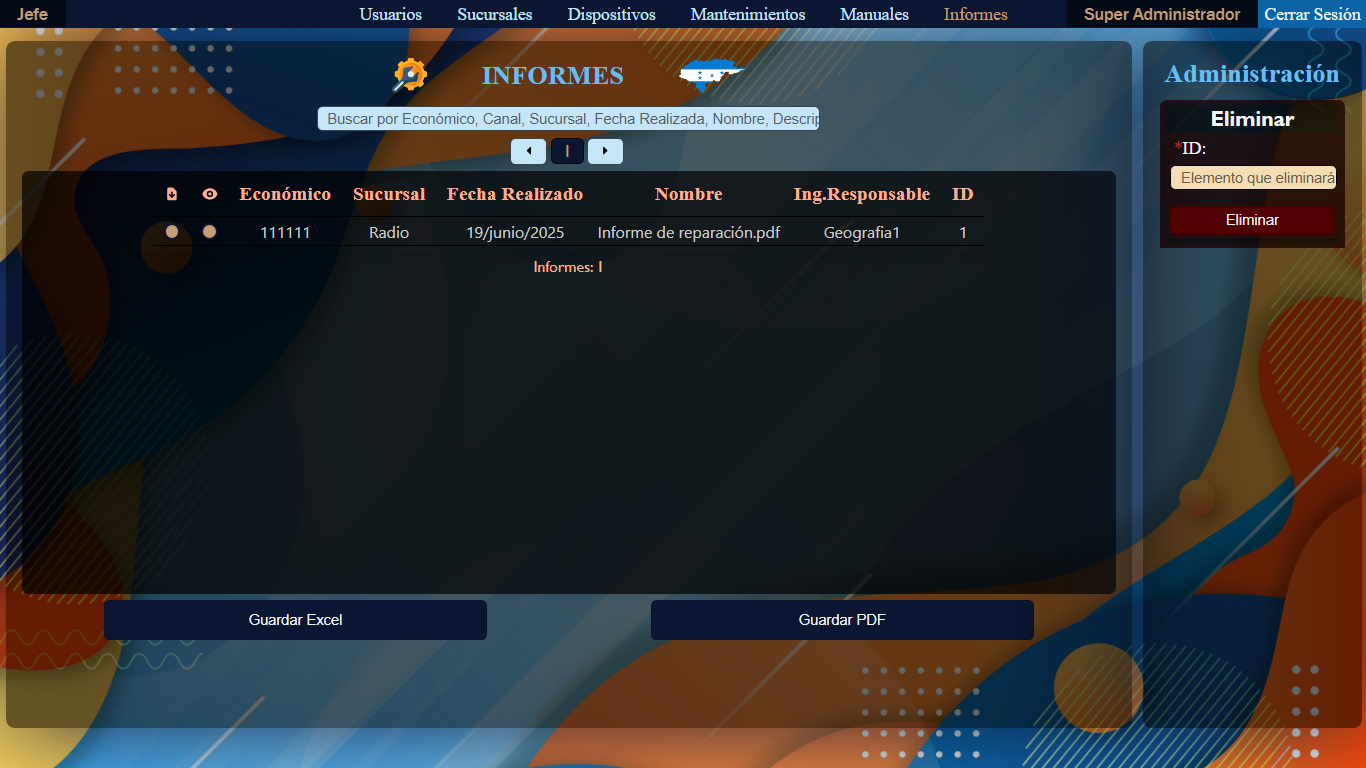 Jefe Usuarios Sucursales Dispositivos Mantenimientos Manuales Informes Super Administrador Cerrar Sesión
INFORMES
Buscar por Económico, Canal, Sucursal, Fecha Realizada, Nombre, Descrip
1
Económico Sucursal Fecha Realizado Nombre Ing.Responsable ID
111111 Radio 19/junio/2025 Informe de reparación.pdf Geografia1 1
Informes: 1
Guardar Excel Guardar PDF
Administración
Eliminar
*ID:
Elemento que eliminará
Eliminar